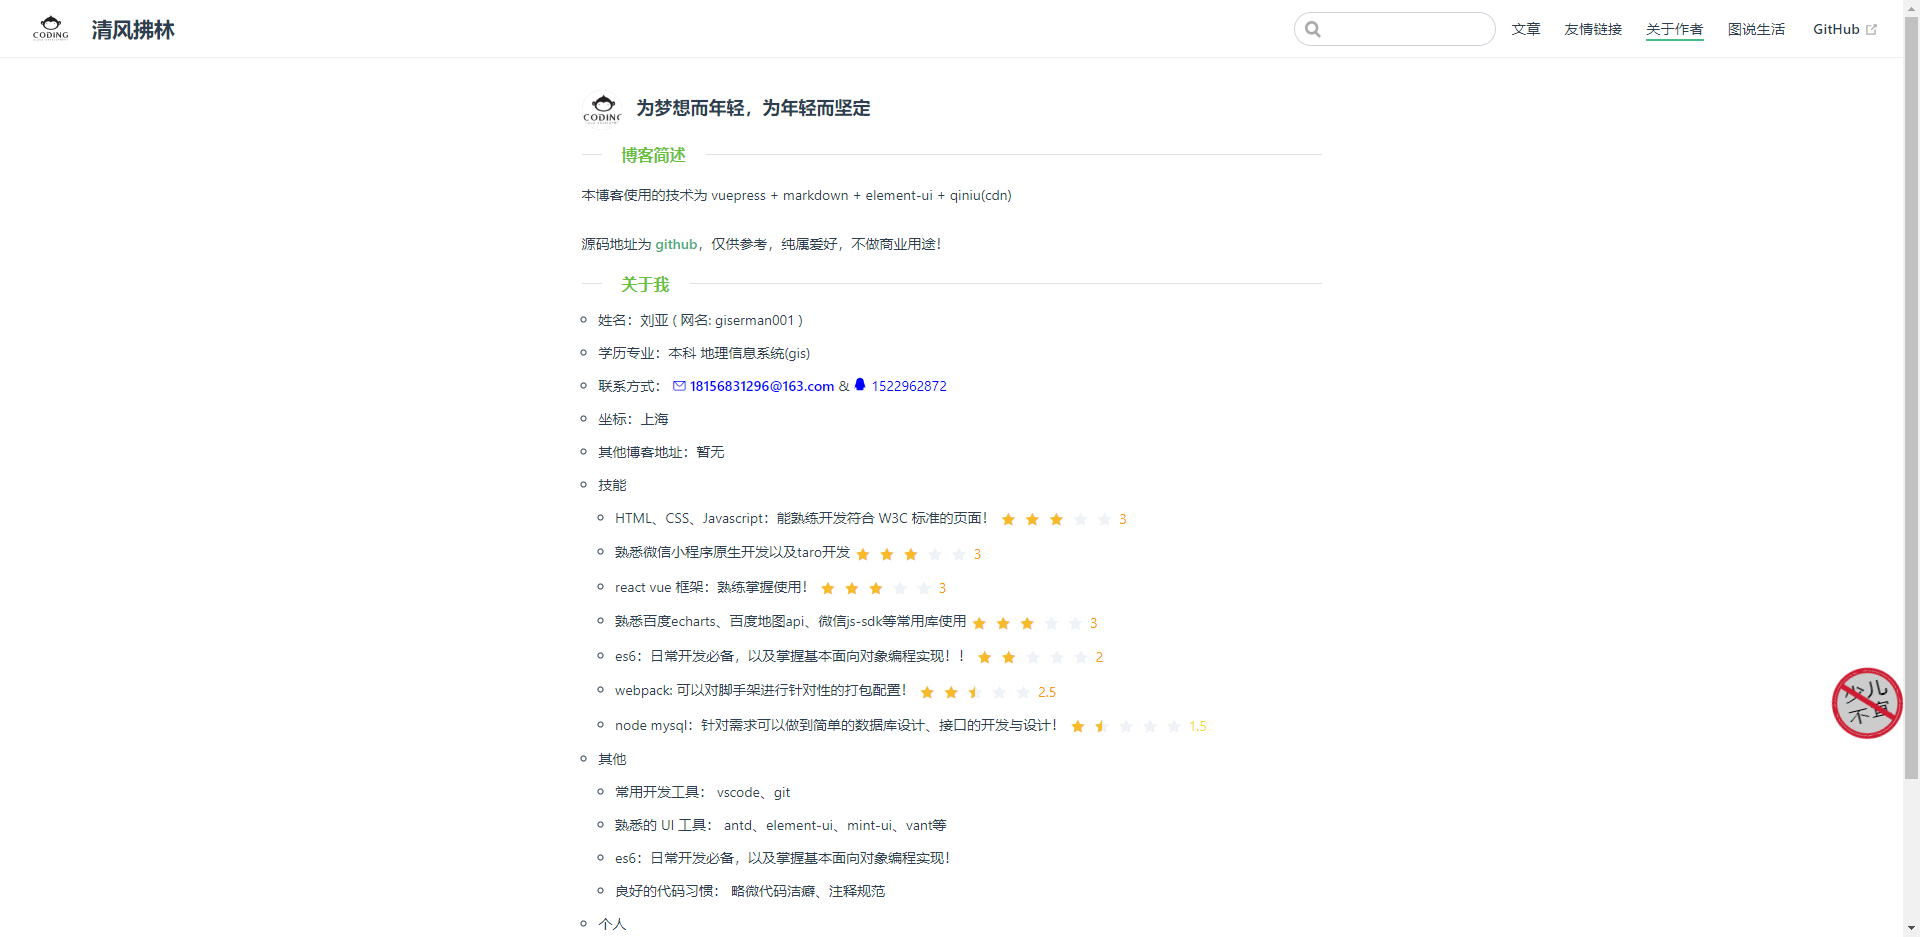 CODING
清风拂林
文章
友情链接
关于作者
图说生活
GitHub
CODING
为梦想而年轻，为年轻而坚定
博客简述
本博客使用的技术为 vuepress + markdown + element-ui + qiniu(cdn)
源码地址为 github，仅供参考，纯属爱好，不做商业用途！
关于我
姓名：刘亚 ( 网名: giserman001 )
学历专业：本科 地理信息系统(gis)
联系方式： 18156831296@163.com & 1522962872
坐标：上海
其他博客地址：暂无
技能
HTML、CSS、Javascript：能熟练开发符合 W3C 标准的页面！ 3
熟悉微信小程序原生开发以及taro开发 3
react vue 框架：熟练掌握使用！ 3
熟悉百度echarts、百度地图api、微信js-sdk等常用库使用 3
es6：日常开发必备，以及掌握基本面向对象编程实现！！ 2
webpack: 可以对脚手架进行针对性的打包配置！ 2.5
node mysql：针对需求可以做到简单的数据库设计、接口的开发与设计！ 1.5
其他
常用开发工具： vscode、git
熟悉的 UI 工具： antd、element-ui、mint-ui、vant等
es6：日常开发必备，以及掌握基本面向对象编程实现！
良好的代码习惯： 略微代码洁癖、注释规范
个人
少儿
不宜